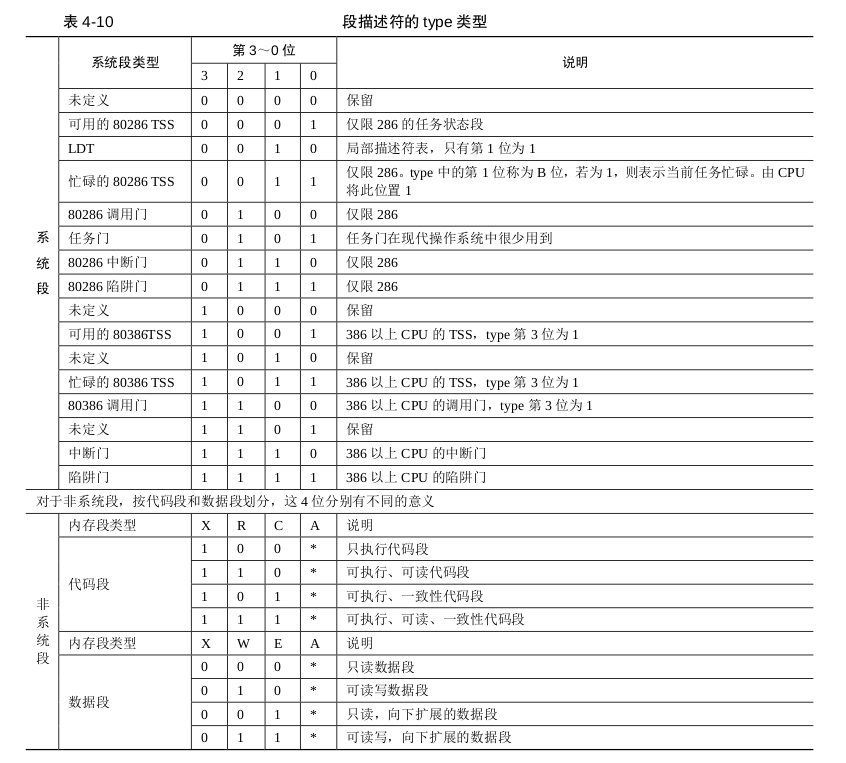 表 4-10 段描述符的 type 类型
系统段类型 第 3～0 位 说明
3 2 1 0
系统段
未定义 0 0 0 0 保留
可用的 80286 TSS 0 0 0 1 仅限 286 的任务状态段
LDT 0 0 1 0 局部描述符表，只有第 1 位为 1
忙碌的 80286 TSS 0 0 1 1 仅限 286。type 中的第 1 位称为 B 位，若为 1，则表示当前任务忙碌。由 CPU
将此位置 1
80286 调用门 0 1 0 0 仅限 286
任务门 0 1 0 1 任务门在现代操作系统中很少用到
80286 中断门 0 1 1 0 仅限 286
80286 陷阱门 0 1 1 1 仅限 286
未定义 1 0 0 0 保留
可用的 80386TSS 1 0 0 1 386 以上 CPU 的 TSS，type 第 3 位为 1
未定义 1 0 1 0 保留
忙碌的 80386 TSS 1 0 1 1 386 以上 CPU 的 TSS，type 第 3 位为 1
80386 调用门 1 1 0 0 386 以上 CPU 的调用门，type 第 3 位为 1
未定义 1 1 0 1 保留
中断门 1 1 1 0 386 以上 CPU 的中断门
陷阱门 1 1 1 1 386 以上 CPU 的陷阱门
对于非系统段，按代码段和数据段划分，这 4 位分别有不同的意义
非系统段
内存段类型 X R C A 说明
代码段
1 0 0 * 只执行代码段
1 1 0 * 可执行、可读代码段
1 0 1 * 可执行、一致性代码段
1 1 1 * 可执行、可读、一致性代码段
内存段类型 X W E A 说明
数据段
0 0 0 * 只读数据段
0 1 0 * 可读写数据段
0 0 1 * 只读，向下扩展的数据段
0 1 1 * 可读写，向下扩展的数据段